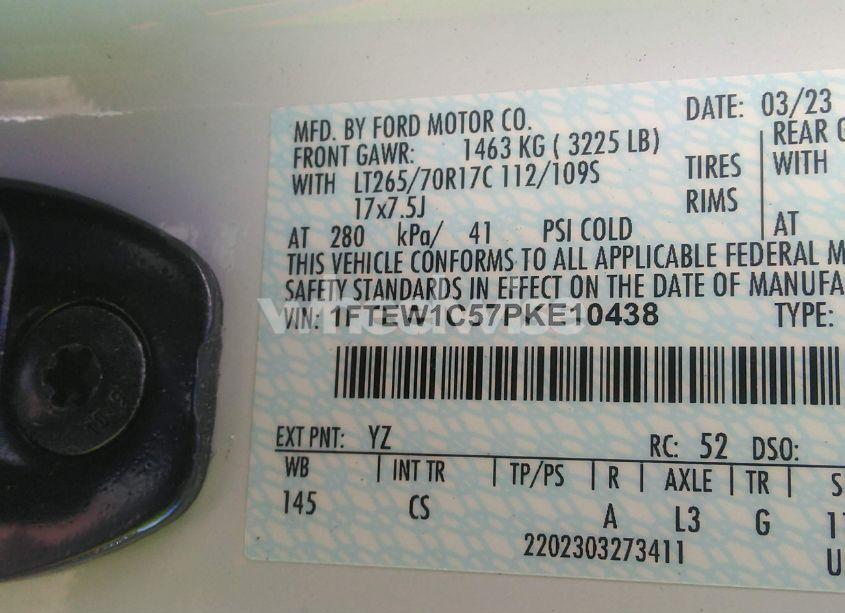 MFD. BY FORD MOTOR CO.
DATE: 03/23
FRONT GAWR: 1463 KG ( 3225 LB)
REAR G
WITH LT265/70R17C 112/109S TIRES
WITH
17x7.5J RIMS
AT 280 kPa/ 41 PSI COLD
AT
THIS VEHICLE CONFORMS TO ALL APPLICABLE FEDERAL M
SAFETY STANDARDS IN EFFECT ON THE DATE OF MANUFA
VIN: 1FTEW1C57PKE10438 TYPE:
EXT PNT: YZ RC: 52 DSO:
WB | INT TR | TP/PS | R | AXLE | TR | S
145 CS A L3 G 1
2202303273411 U